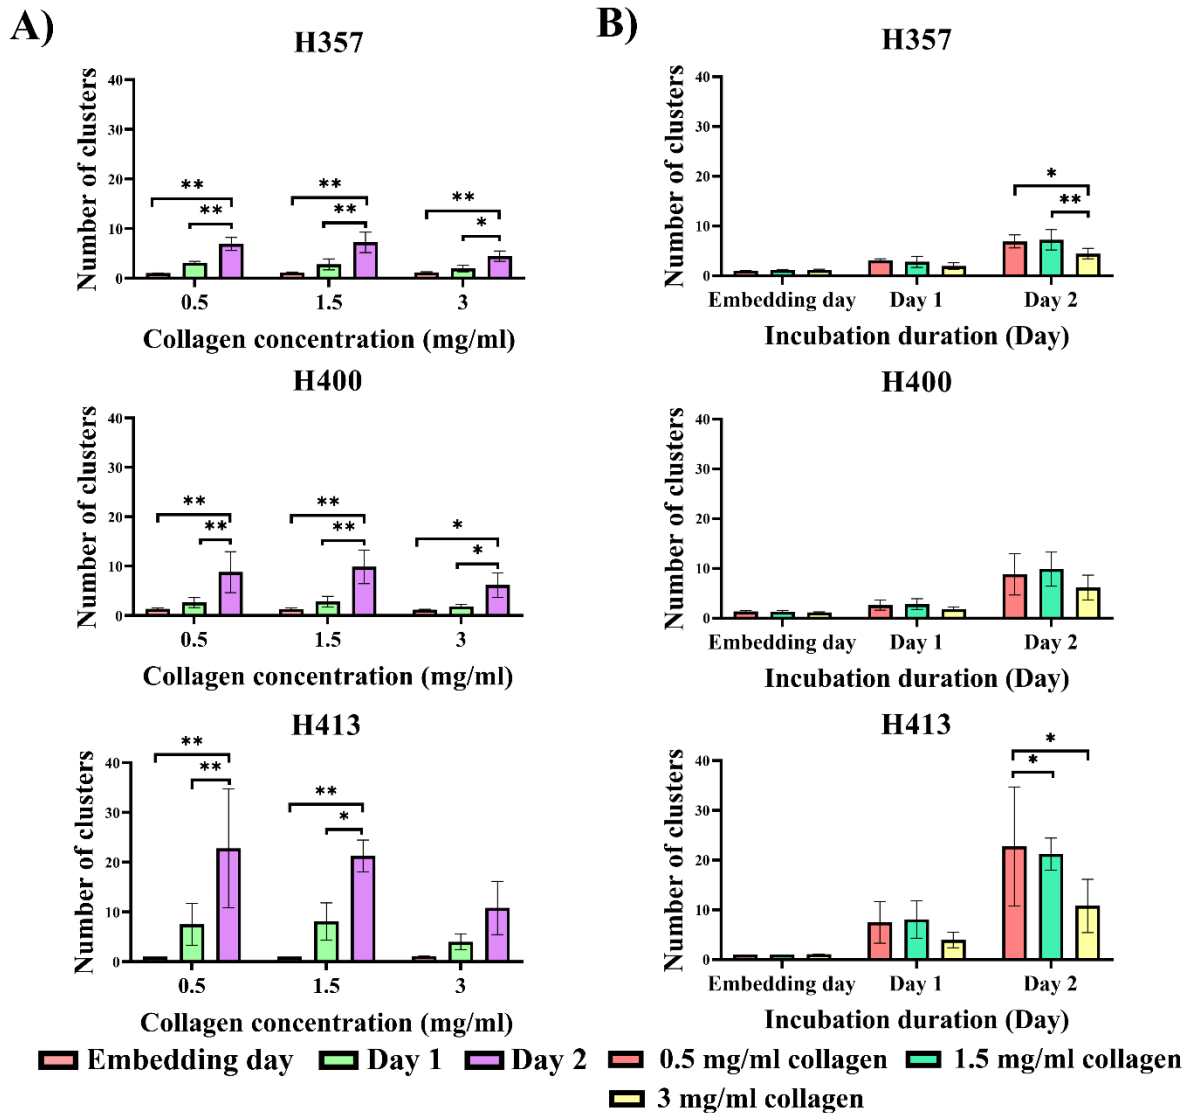 A)
H357
Number of clusters
40
30
20
10
0
** ** ** ** ** *
0.5 1.5 3
Collagen concentration (mg/ml)
H400
Number of clusters
40
30
20
10
0
** ** ** ** * *
0.5 1.5 3
Collagen concentration (mg/ml)
H413
Number of clusters
40
30
20
10
0
** ** ** *
0.5 1.5 3
Collagen concentration (mg/ml)
Embedding day Day 1 Day 2
B)
H357
Number of clusters
40
30
20
10
0
* **
Embedding day Day 1 Day 2
Incubation duration (Day)
H400
Number of clusters
40
30
20
10
0
Embedding day Day 1 Day 2
Incubation duration (Day)
H413
Number of clusters
40
30
20
10
0
* *
Embedding day Day 1 Day 2
Incubation duration (Day)
0.5 mg/ml collagen 1.5 mg/ml collagen
3 mg/ml collagen